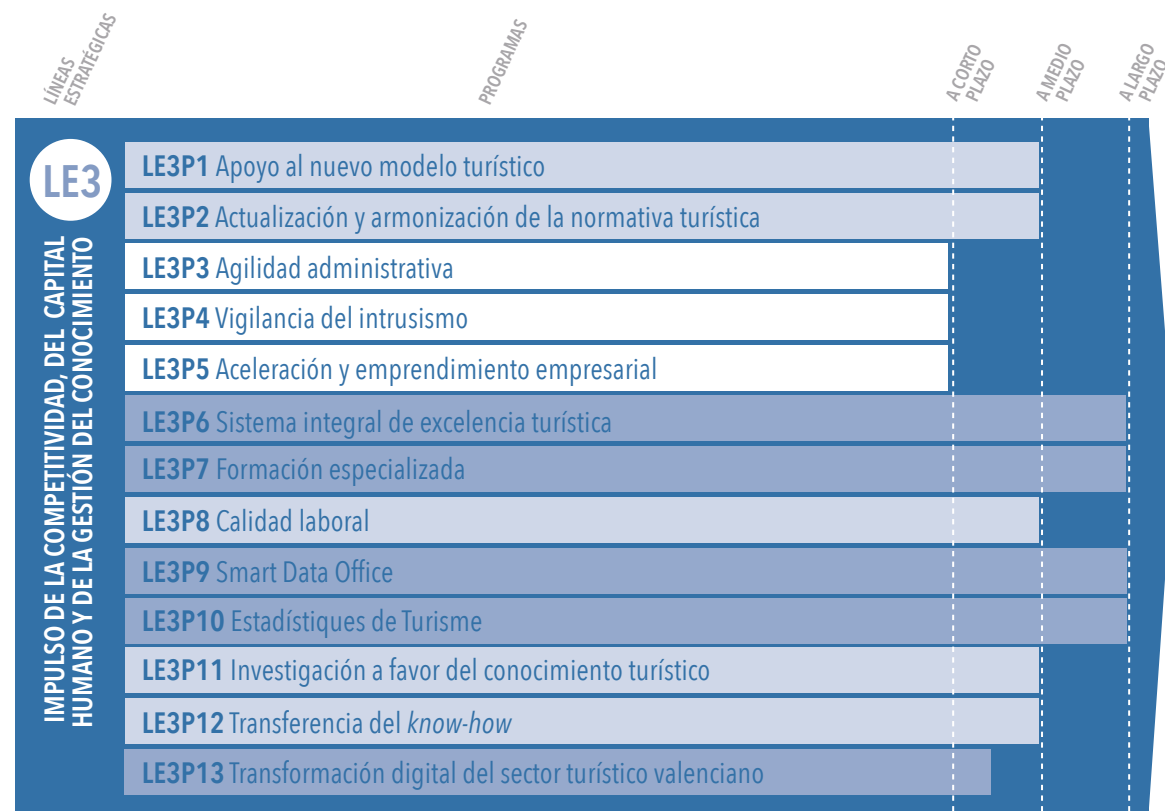 LÍNEAS
ESTRATÉGICAS
PROGRAMAS
A CORTO
PLAZO
A MEDIO
PLAZO
A LARGO
PLAZO
LE3
IMPULSO DE LA COMPETITIVIDAD, DEL CAPITAL
HUMANO Y DE LA GESTIÓN DEL CONOCIMIENTO
LE3P1 Apoyo al nuevo modelo turístico
LE3P2 Actualización y armonización de la normativa turística
LE3P3 Agilidad administrativa
LE3P4 Vigilancia del intrusismo
LE3P5 Aceleración y emprendimiento empresarial
LE3P6 Sistema integral de excelencia turística
LE3P7 Formación especializada
LE3P8 Calidad laboral
LE3P9 Smart Data Office
LE3P10 Estadístiques de Turisme
LE3P11 Investigación a favor del conocimiento turístico
LE3P12 Transferencia del know-how
LE3P13 Transformación digital del sector turístico valenciano